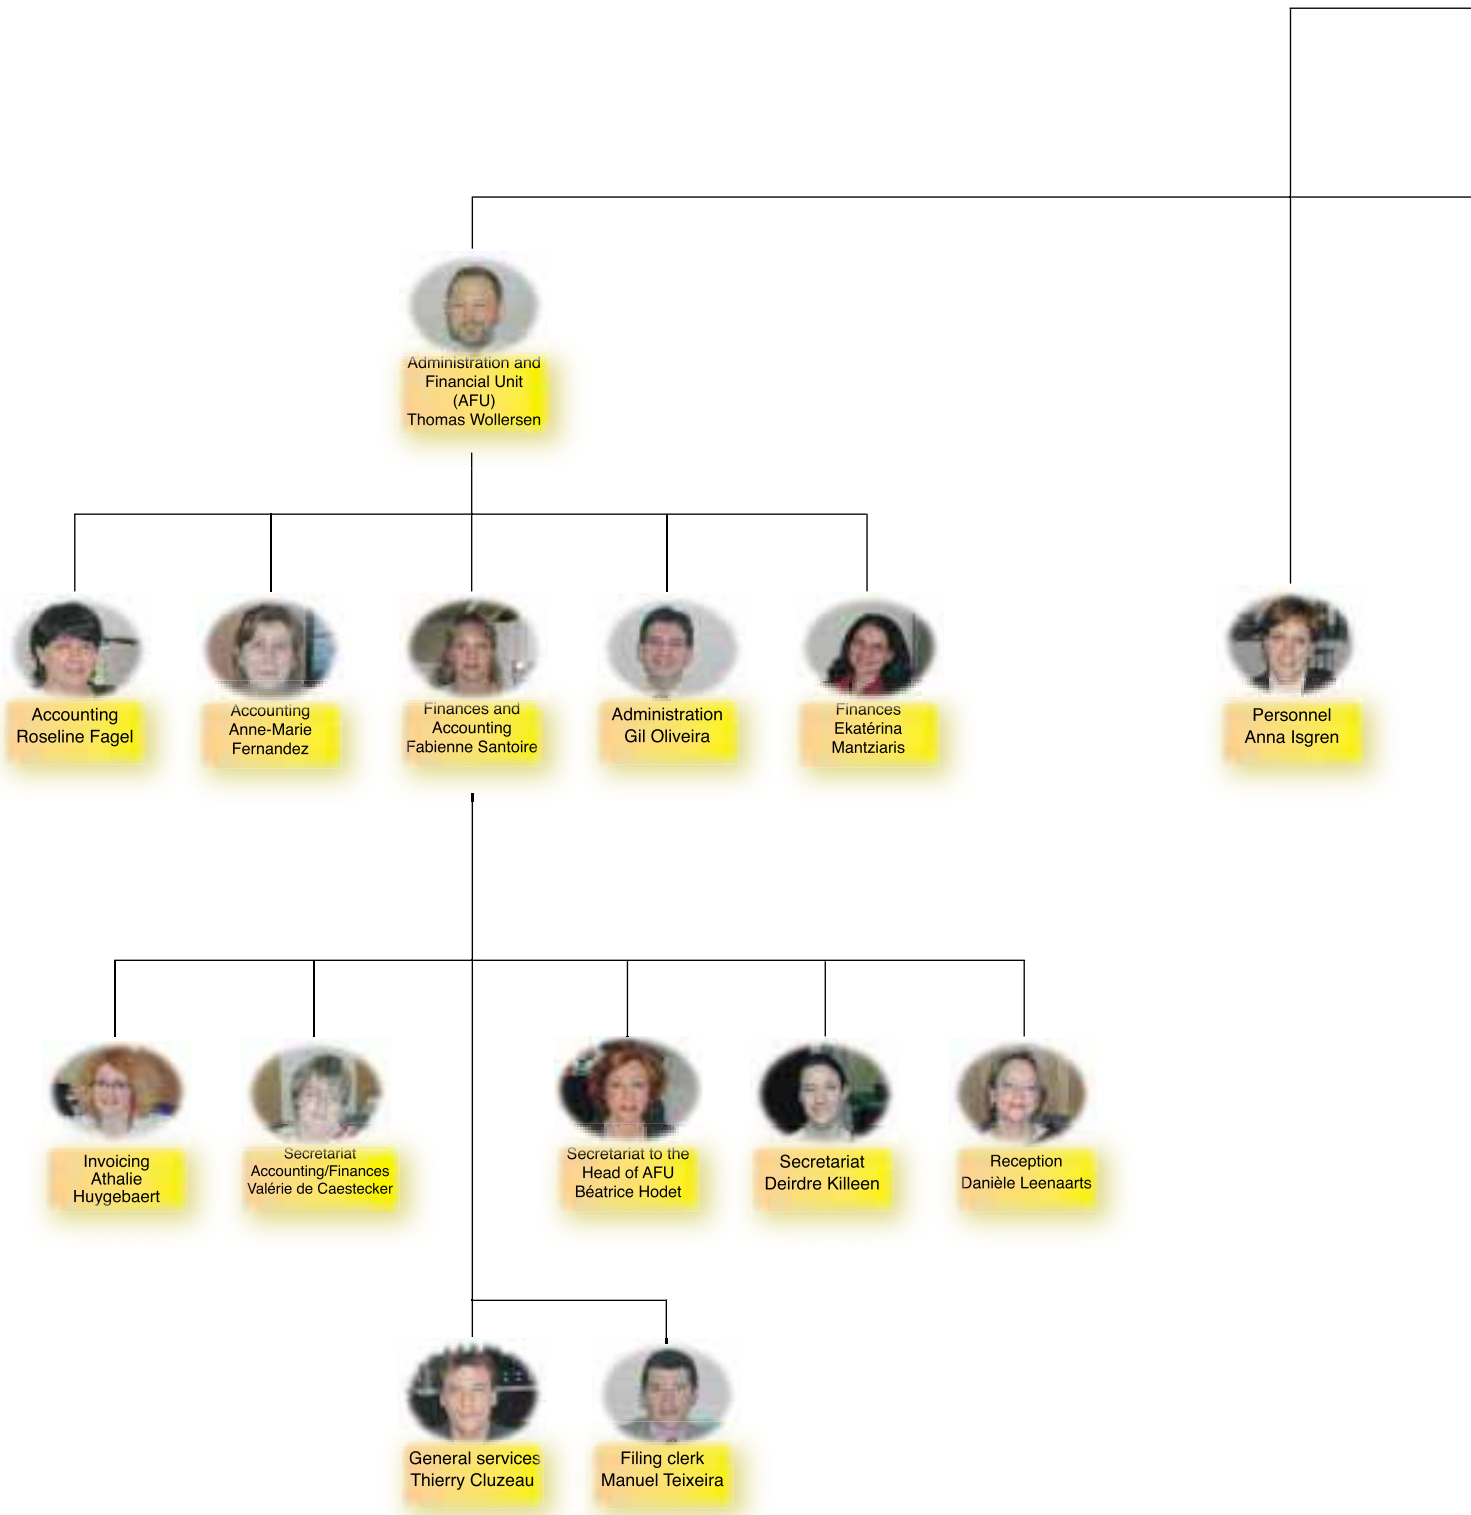 Administration and
Financial Unit
(AFU)
Thomas Wollersen
Accounting
Roseline Fagel
Accounting
Anne-Marie
Fernandez
Finances and
Accounting
Fabienne Santoire
Administration
Gil Oliveira
Finances
Ekatérina
Mantziaris
Personnel
Anna Isgren
Invoicing
Athalie
Huygebaert
Secretariat
Accounting/Finances
Valérie de Caestecker
Secretariat to the
Head of AFU
Béatrice Hodet
Secretariat
Deirdre Killeen
Reception
Danièle Leenaarts
General services
Thierry Cluzeau
Filing clerk
Manuel Teixeira